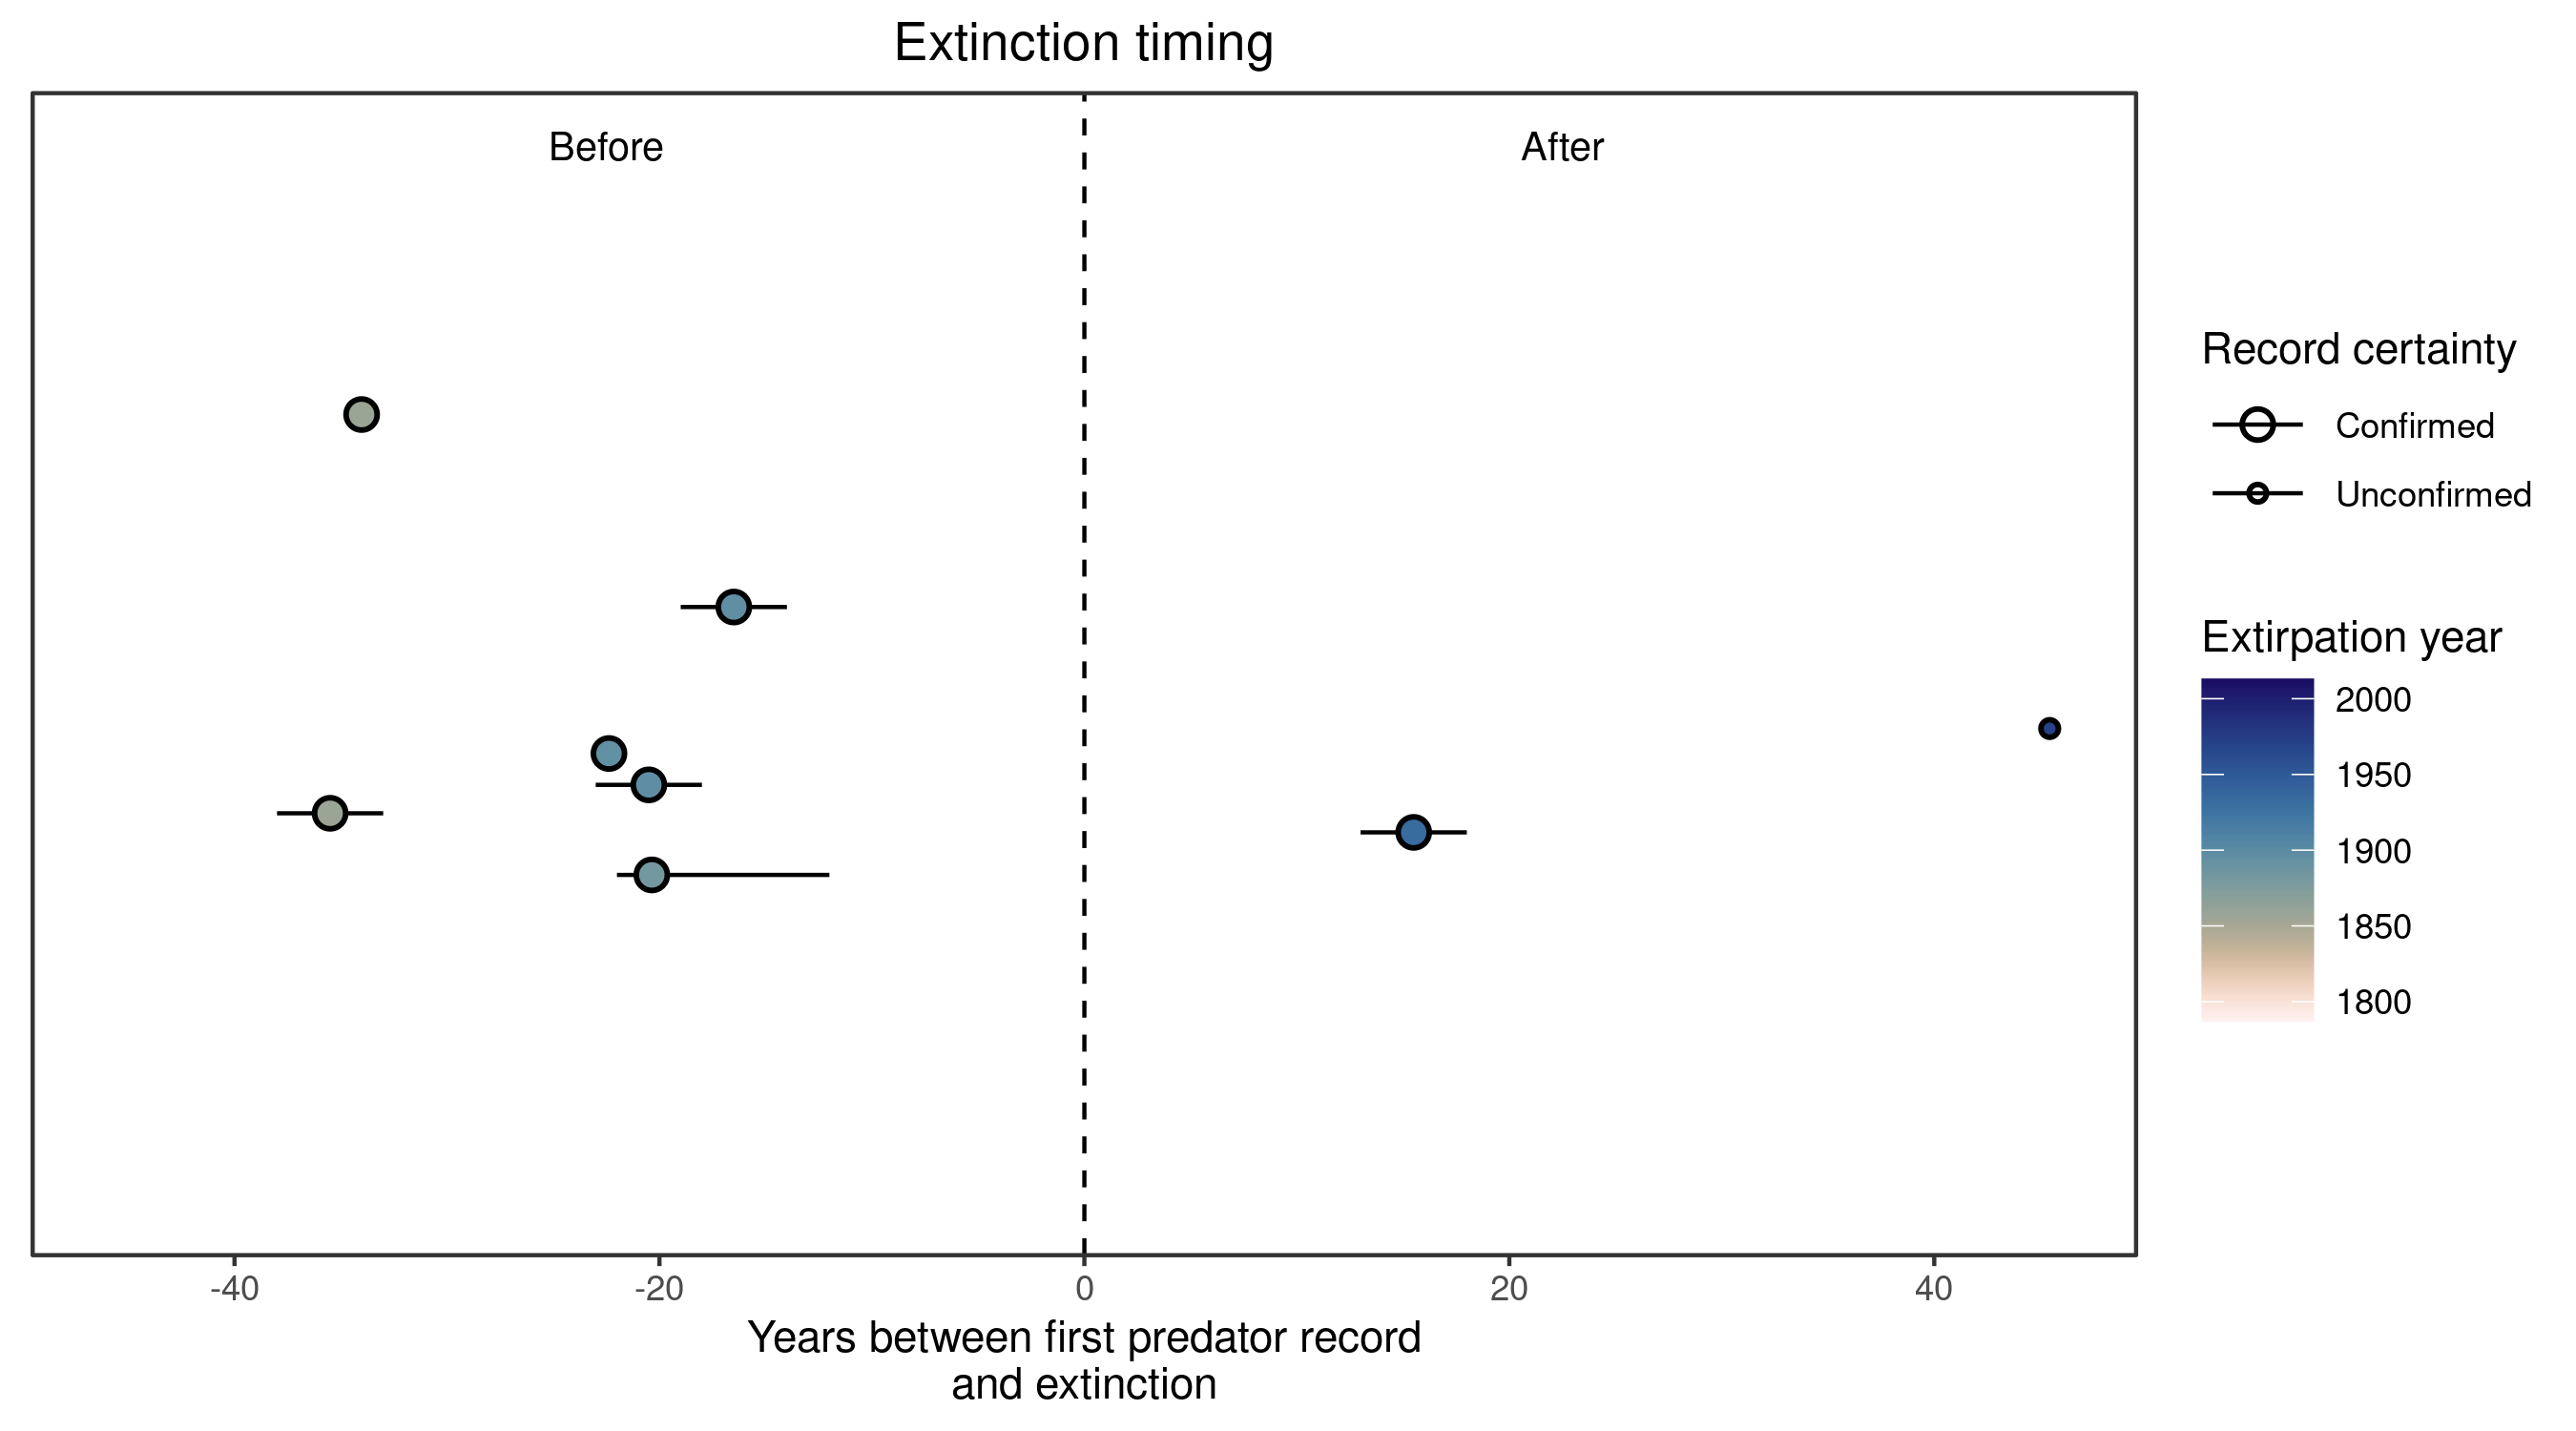 Extinction timing
Before
After
-40
-20
0
20
40
Years between first predator record
and extinction
Record certainty
Confirmed
Unconfirmed
Extirpation year
2000
1950
1900
1850
1800